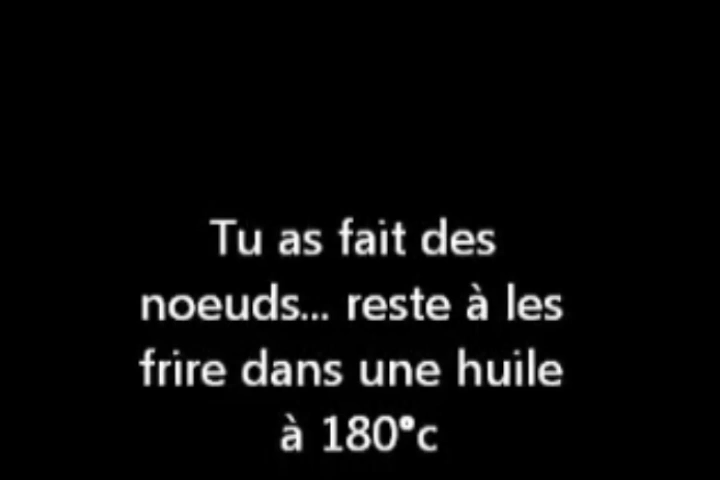 Tu as fait des
noeuds... reste à les
frire dans une huile
à 180°c